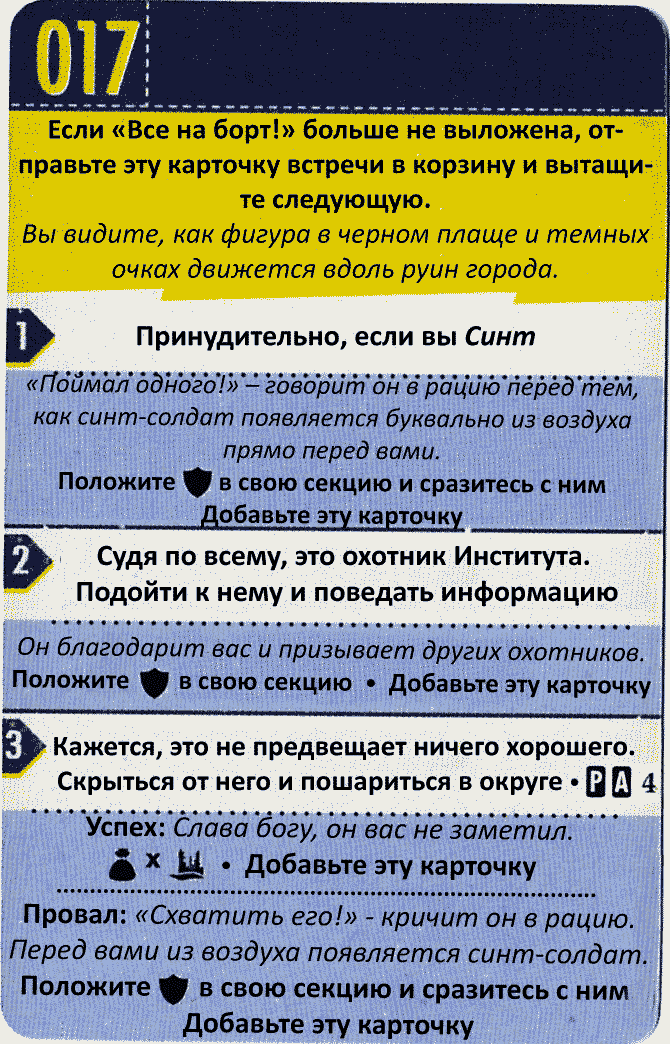 017
Если «Все на борт!» больше не выложена, от-
правьте эту карточку встречи в корзину и вытащи-
те следующую.
Вы видите, как фигура в черном плаще и темных
очках движется вдоль руин города.
1
Принудительно, если вы Синт
«Поймал одного!» – говорит он в рацию перед тем,
как синт-солдат появляется буквально из воздуха
прямо перед вами.
Положите в свою секцию и сразитесь с ним
Добавьте эту карточку
2
Судя по всему, это охотник Института.
Подойти к нему и поведать информацию
Он благодарит вас и призывает других охотников.
Положите в свою секцию • Добавьте эту карточку
3
Кажется, это не предвещает ничего хорошего.
Скрыться от него и пошариться в округе • P A 4
Успех: Слава богу, он вас не заметил.
x • Добавьте эту карточку
Провал: «Схватить его!» - кричит он в рацию.
Перед вами из воздуха появляется синт-солдат.
Положите в свою секцию и сразитесь с ним
Добавьте эту карточку